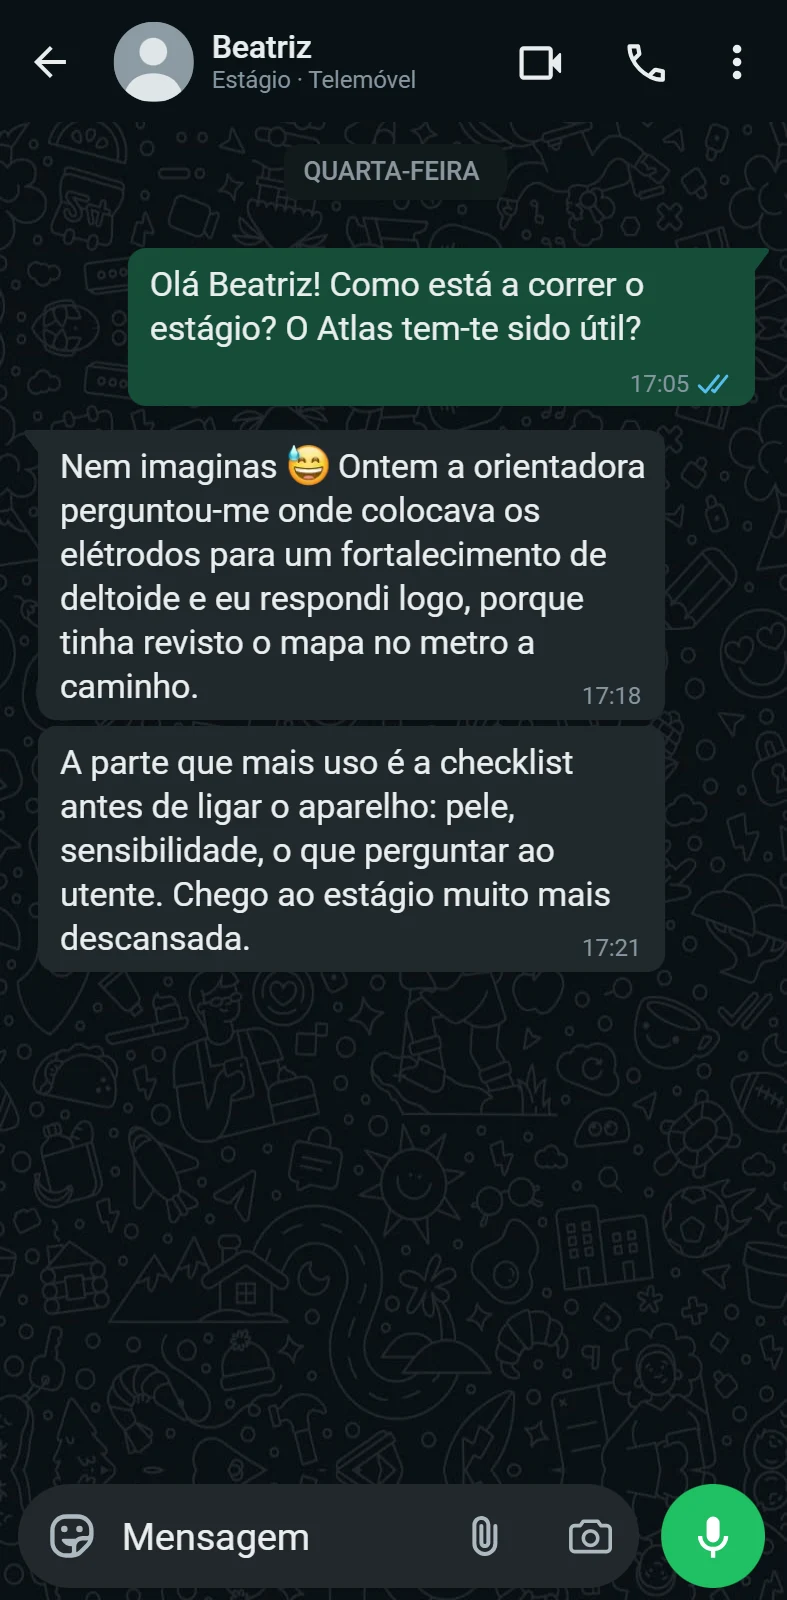 Beatriz
Estágio · Telemóvel
QUARTA-FEIRA
Olá Beatriz! Como está a correr o
estágio? O Atlas tem-te sido útil?
17:05
Nem imaginas 😅 Ontem a orientadora
perguntou-me onde colocava os
elétrodos para um fortalecimento de
deltoide e eu respondi logo, porque
tinha revisto o mapa no metro a
caminho.
17:18
A parte que mais uso é a checklist
antes de ligar o aparelho: pele,
sensibilidade, o que perguntar ao
utente. Chego ao estágio muito mais
descansada.
17:21
Mensagem